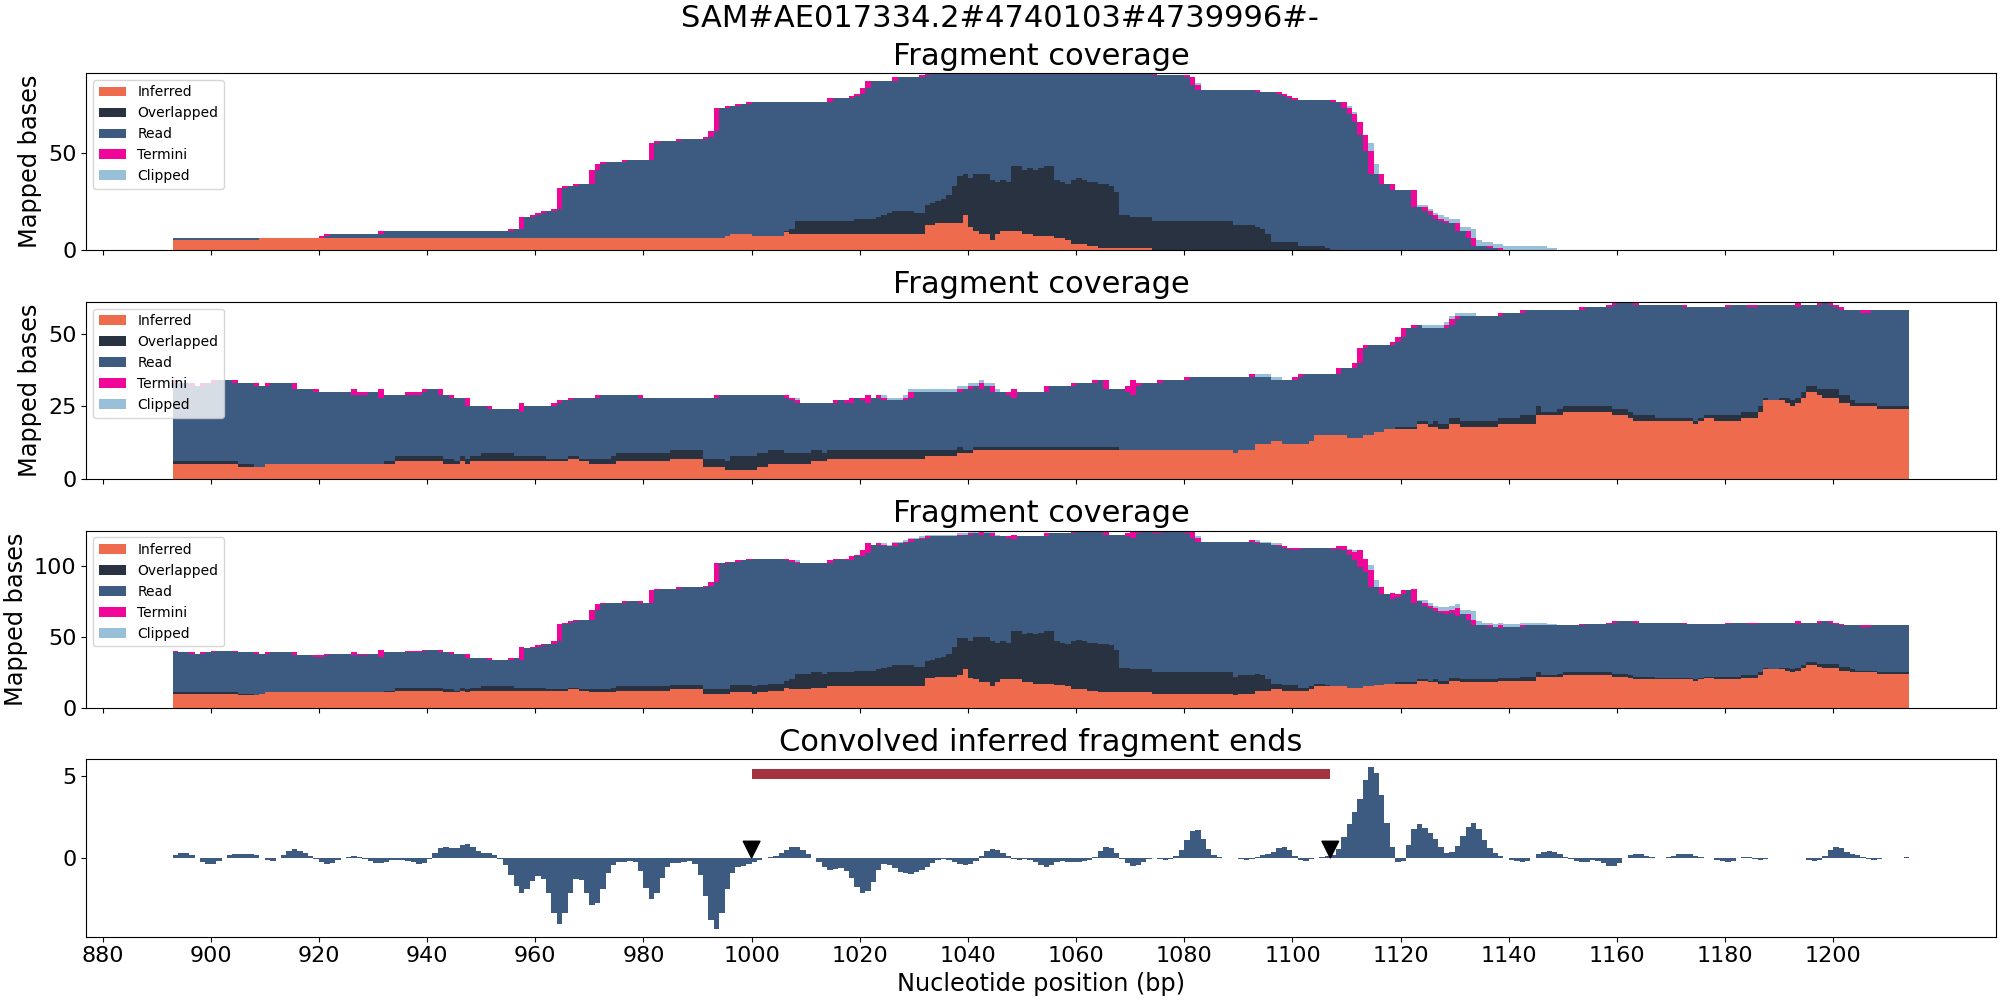 SAM#AE017334.2#4740103#4739996#-
Fragment coverage
Mapped bases
50
0
Inferred
Overlapped
Read
Termini
Clipped
Fragment coverage
Mapped bases
50
25
0
Inferred
Overlapped
Read
Termini
Clipped
Fragment coverage
Mapped bases
100
50
0
Inferred
Overlapped
Read
Termini
Clipped
Convolved inferred fragment ends
5
0
880 900 920 940 960 980 1000 1020 1040 1060 1080 1100 1120 1140 1160 1180 1200
Nucleotide position (bp)